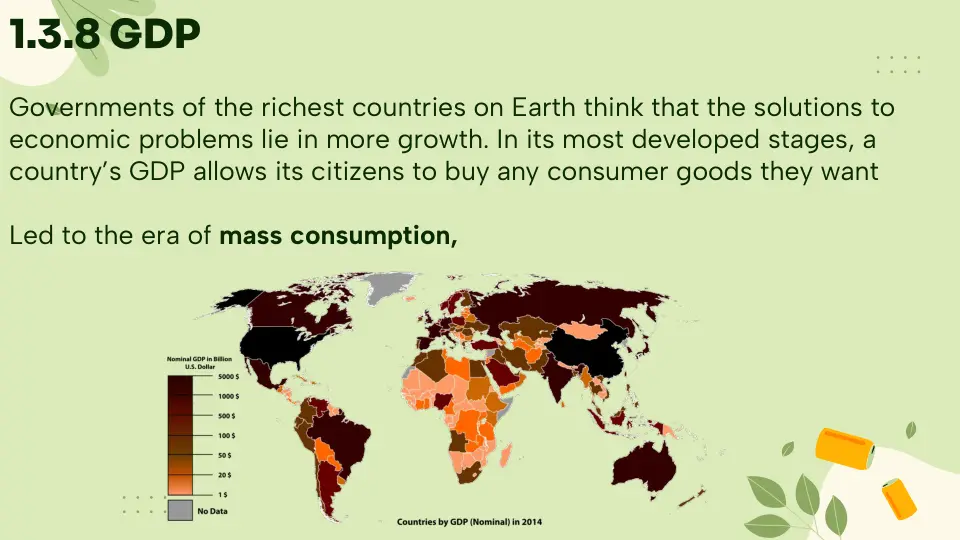 1.3.8 GDP
Governments of the richest countries on Earth think that the solutions to
economic problems lie in more growth. In its most developed stages, a
country’s GDP allows its citizens to buy any consumer goods they want
Led to the era of mass consumption,
Nominal GDP in Billion
U.S. Dollar
5000 $
1000 $
500 $
100 $
50 $
20 $
1 $
No Data
Countries by GDP (Nominal) in 2014